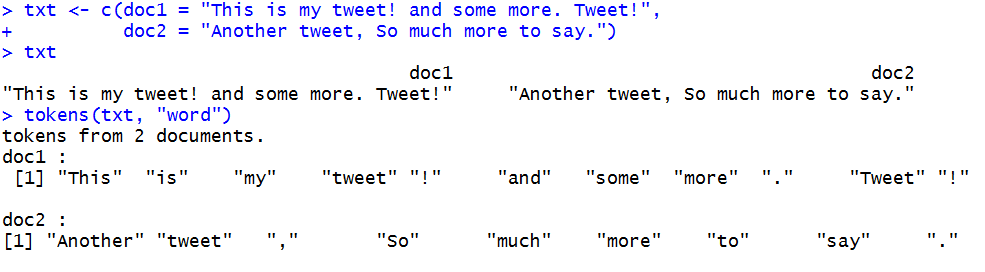 > txt <- c(doc1 = "This is my tweet! and some more. Tweet!",
+          doc2 = "Another tweet, So much more to say.")
> txt
                                     doc1                                      doc2
"This is my tweet! and some more. Tweet!"     "Another tweet, So much more to say."
> tokens(txt, "word")
tokens from 2 documents.
doc1 :
 [1] "This"  "is"    "my"    "tweet" "!"     "and"   "some"  "more"  "."     "Tweet" "!"

doc2 :
[1] "Another" "tweet"   ","       "So"      "much"    "more"    "to"      "say"     "."